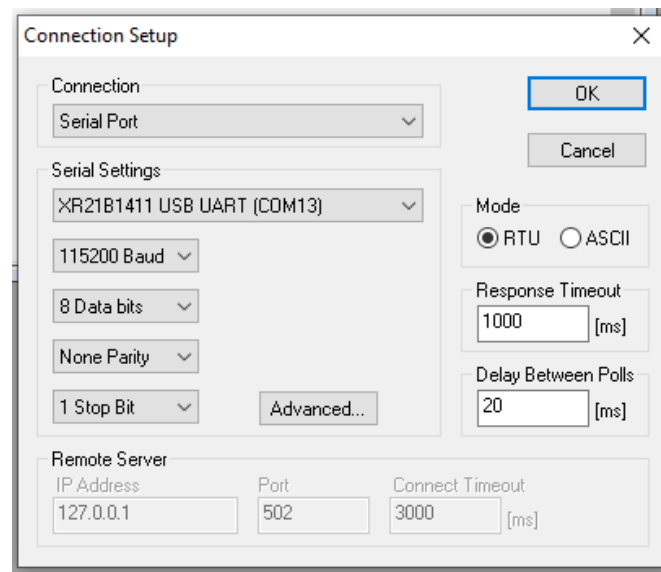 Connection Setup
Connection
Serial Port
OK
Cancel
Serial Settings
XR21B1411 USB UART (COM13)
115200 Baud
8 Data bits
None Parity
1 Stop Bit
Advanced...
Mode
RTU ASCII
Response Timeout
1000 [ms]
Delay Between Polls
20 [ms]
Remote Server
IP Address Port Connect Timeout
127.0.0.1 502 3000 [ms]